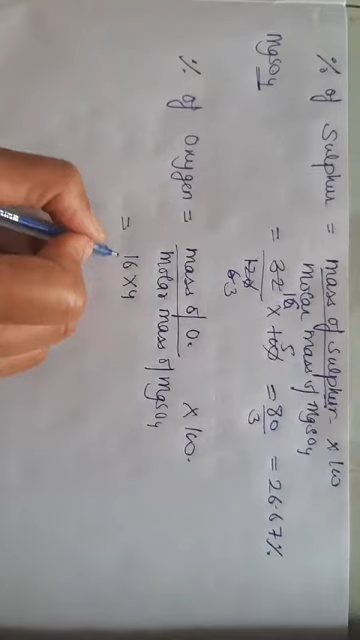 % of Sulphur = mass of Sulphur × 100
MgSO4 molar mass of MgSO4
= 32 × 100 = 80 = 26.67%
3
% of Oxygen = mass of O. × 100.
molar mass of MgSO4
= 16 × 4